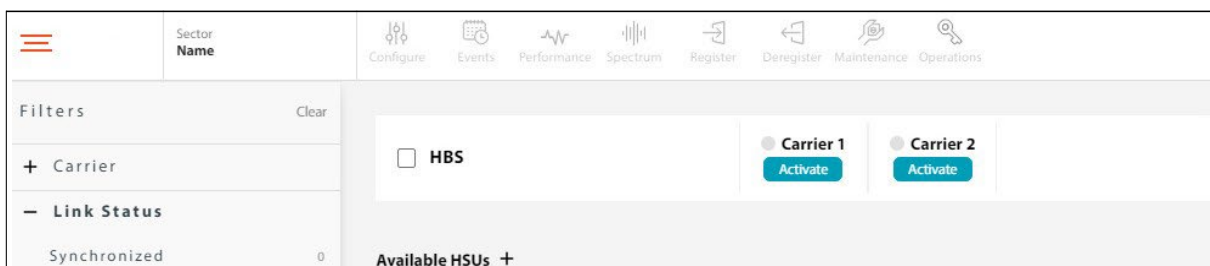 Sector
Name
Configure Events Performance Spectrum Register Deregister Maintenance Operations
Filters Clear
+ Carrier
HBS
Carrier 1 Carrier 2
Activate Activate
− Link Status
Synchronized 0
Available HSUs +